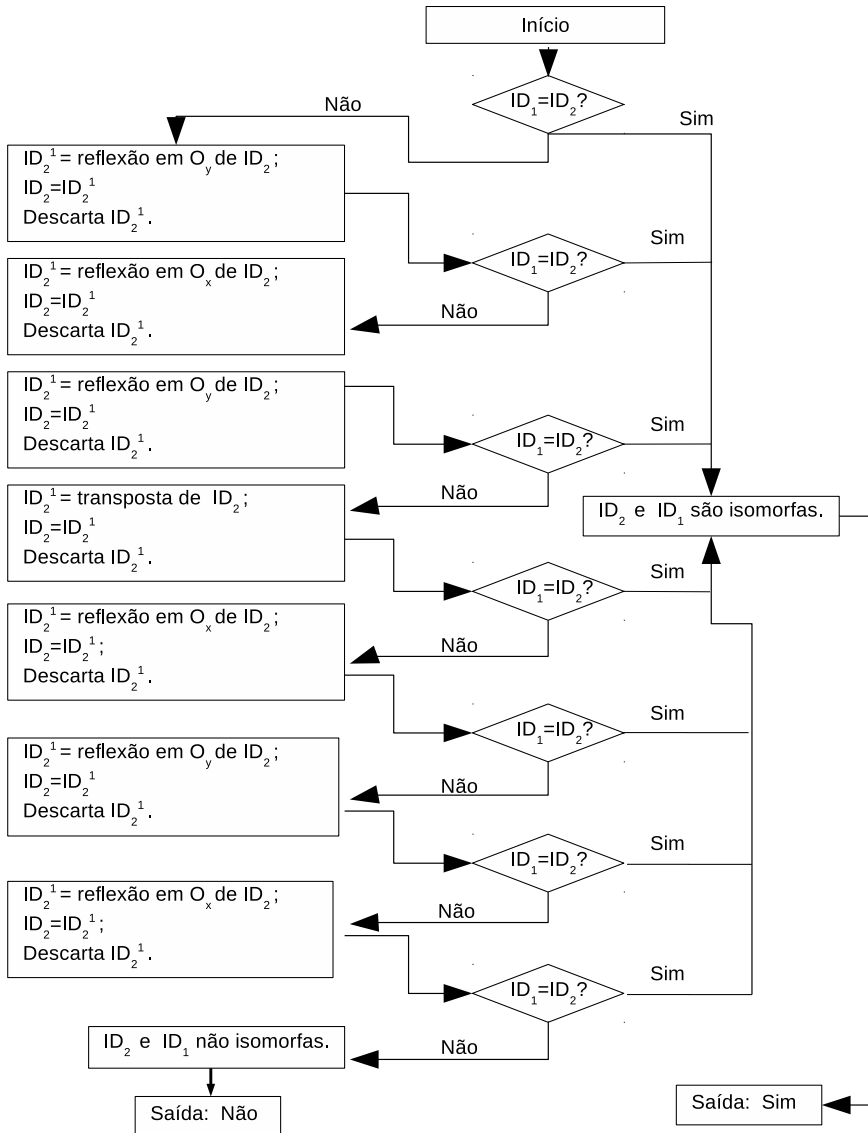 Início
ID₁=ID₂?
Não
Sim
ID₂¹ = reflexão em Oᵧ de ID₂;
ID₂=ID₂¹
Descarta ID₂¹.
ID₁=ID₂?
Sim
Não
ID₂¹ = reflexão em Oₓ de ID₂;
ID₂=ID₂¹
Descarta ID₂¹.
ID₂¹ = reflexão em Oᵧ de ID₂;
ID₂=ID₂¹
Descarta ID₂¹.
ID₁=ID₂?
Sim
Não
ID₂¹ = transposta de ID₂;
ID₂=ID₂¹
Descarta ID₂¹.
ID₂ e ID₁ são isomorfas.
ID₁=ID₂?
Sim
Não
ID₂¹ = reflexão em Oₓ de ID₂;
ID₂=ID₂¹;
Descarta ID₂¹.
ID₁=ID₂?
Sim
Não
ID₂¹ = reflexão em Oᵧ de ID₂;
ID₂=ID₂¹
Descarta ID₂¹.
ID₁=ID₂?
Sim
Não
ID₂¹ = reflexão em Oₓ de ID₂;
ID₂=ID₂¹;
Descarta ID₂¹.
ID₁=ID₂?
Sim
Não
ID₂ e ID₁ não isomorfas.
Saída: Não
Saída: Sim